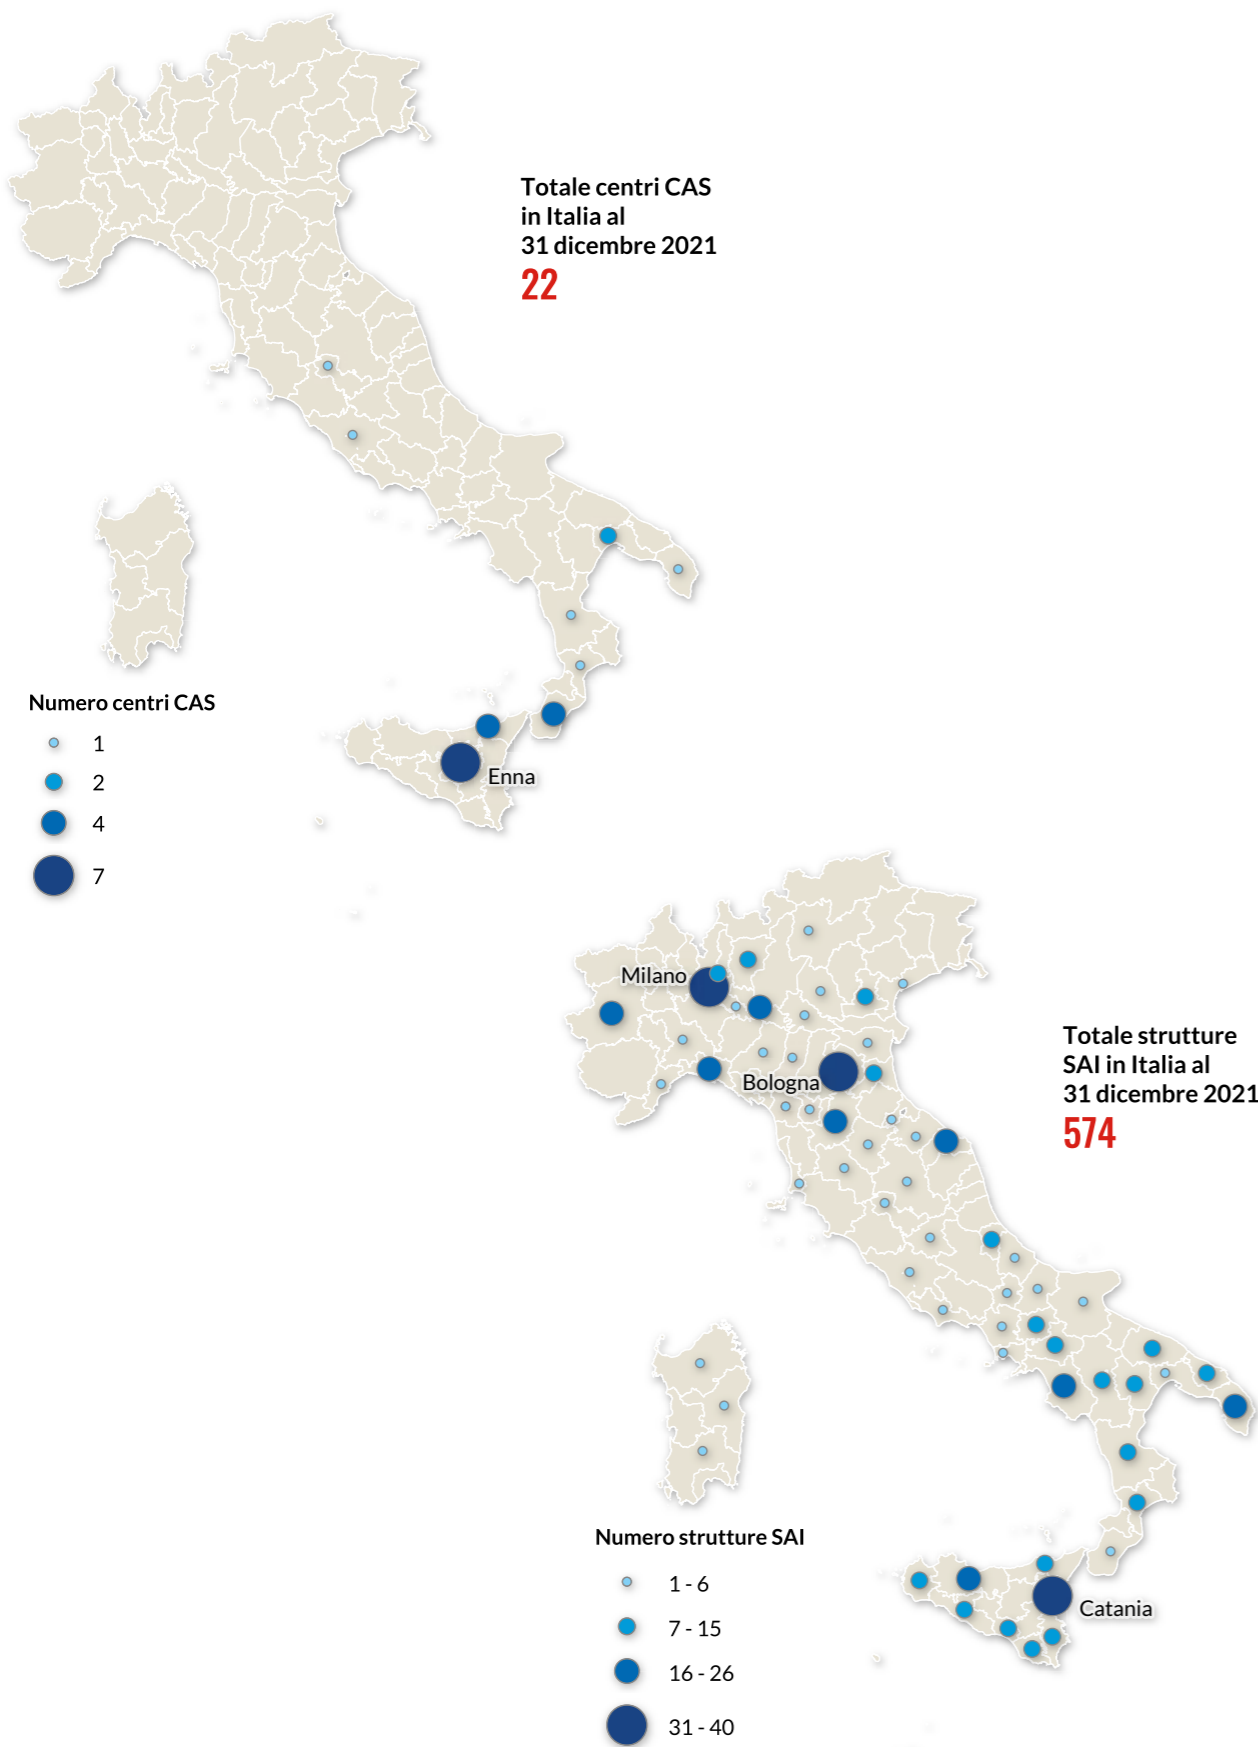 Totale centri CAS
in Italia al
31 dicembre 2021
22
Enna
Numero centri CAS
1
2
4
7
Milano
Bologna
Totale strutture
SAI in Italia al
31 dicembre 2021
574
Catania
Numero strutture SAI
1 - 6
7 - 15
16 - 26
31 - 40